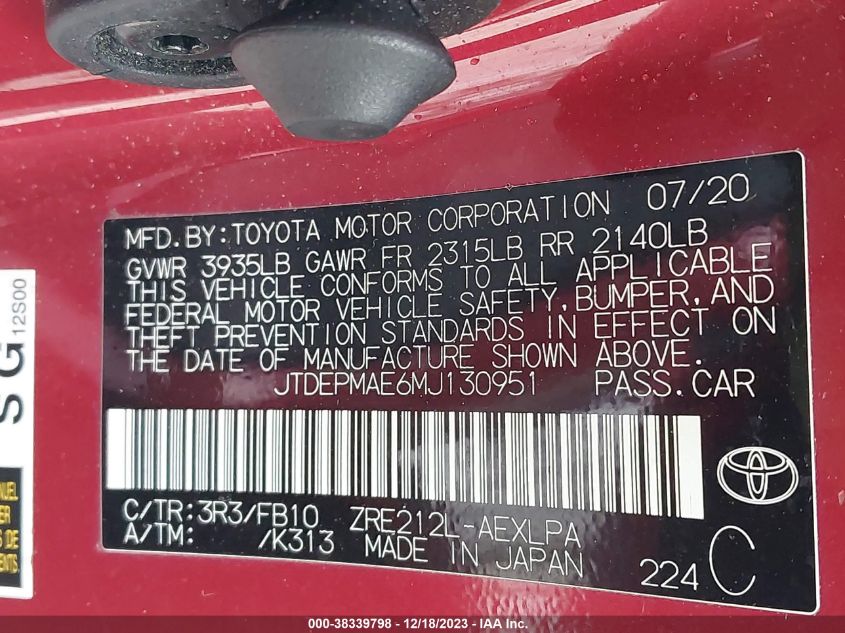 MFD.BY:TOYOTA MOTOR CORPORATION 07/20
GVWR 3935LB GAWR FR 2315LB RR 2140LB
THIS VEHICLE CONFORMS TO ALL APPLICABLE
FEDERAL MOTOR VEHICLE SAFETY, BUMPER, AND
THEFT PREVENTION STANDARDS IN EFFECT ON
THE DATE OF MANUFACTURE SHOWN ABOVE.
JTDEPMAE6MJ130951 PASS.CAR
C/TR:3R3/FB10 ZRE212L-AEXLPA
A/TM: /K313 MADE IN JAPAN
224 C
SG
12S00
DE
000-38339798 - 12/18/2023 - IAA Inc.